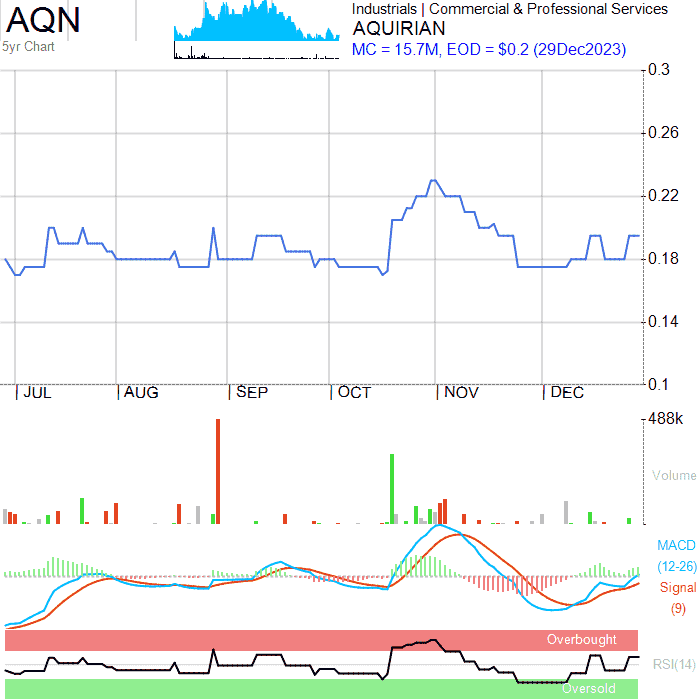 AQN
5yr Chart
Industrials | Commercial & Professional Services
AQUIRIAN
MC = 15.7M, EOD = $0.2 (29Dec2023)
0.3
0.26
0.22
0.18
0.14
0.1
JUL AUG SEP OCT NOV DEC
488k
Volume
MACD
(12-26)
Signal
(9)
Overbought
RSI(14)
Oversold